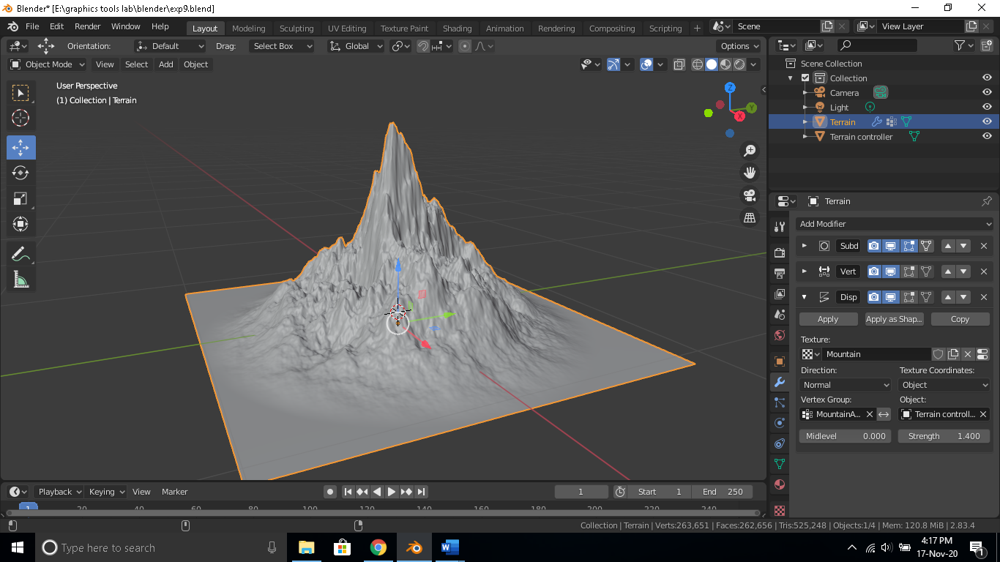 Blender* [E:\graphics tools lab\blender\exp9.blend]
File Edit Render Window Help Layout Modeling Sculpting UV Editing Texture Paint Shading Animation Rendering Compositing Scripting + Scene View Layer
Orientation: Default Drag: Select Box Global Options
Object Mode View Select Add Object
User Perspective
(1) Collection | Terrain
Z
Y
X
Scene Collection
Collection
Camera
Light
Terrain
Terrain controller
Terrain
Add Modifier
Subd
Vert
Disp
Apply Apply as Shap... Copy
Texture:
Mountain
Direction: Texture Coordinates:
Normal Object
Vertex Group: Object:
MountainA... Terrain controll...
Midlevel 0.000 Strength 1.400
Playback Keying View Marker 1 Start 1 End 250
1 20 40 60 80 100 120 140 160 180 200 220 240
Collection | Terrain | Verts:263,651 | Faces:262,656 | Tris:525,248 | Objects:1/4 | Mem: 120.8 MiB | 2.83.4
Type here to search
W
4:17 PM
17-Nov-20
1